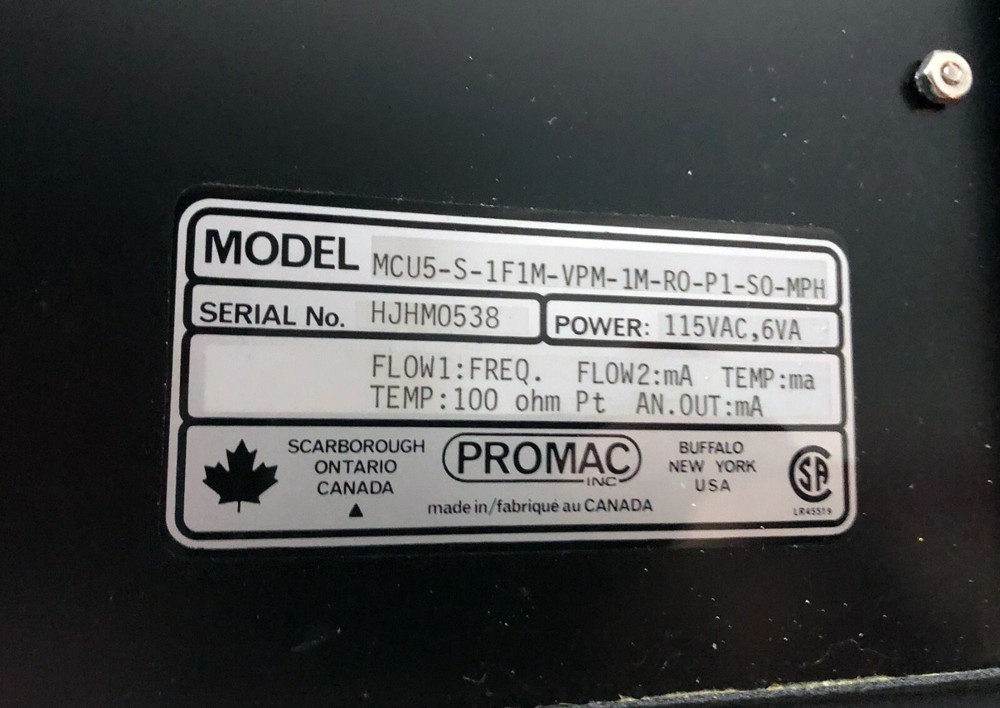 MODEL MCU5-S-1F1M-VPM-1M-R0-P1-S0-MPH
SERIAL No. HJHM0538 POWER: 115VAC,6VA
FLOW1:FREQ. FLOW2:mA TEMP:ma
TEMP:100 ohm Pt AN.OUT:mA
SCARBOROUGH
ONTARIO
CANADA
PROMAC
INC
made in/fabriqué au CANADA
BUFFALO
NEW YORK
USA
SA
LR45519